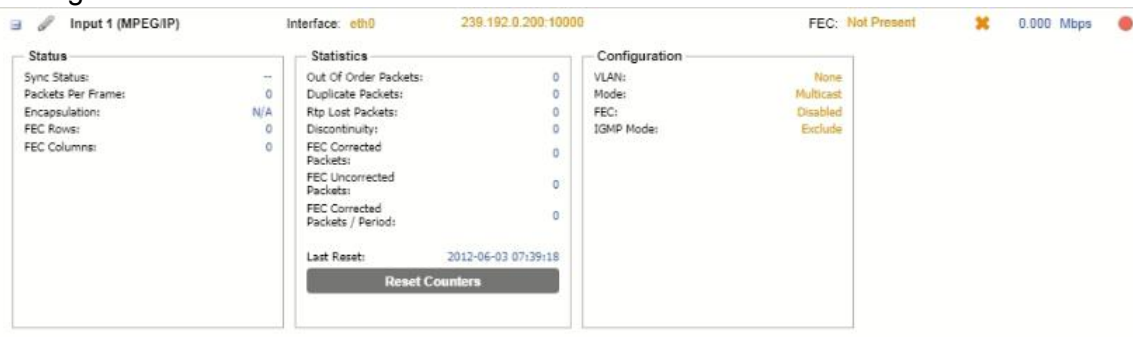 Input 1 (MPEG/IP) Interface: eth0 239.192.0.200:10000 FEC: Not Present 0.000 Mbps
Status
Sync Status: --
Packets Per Frame: 0
Encapsulation: N/A
FEC Rows: 0
FEC Columns: 0
Statistics
Out Of Order Packets: 0
Duplicate Packets: 0
Rtp Lost Packets: 0
Discontinuity: 0
FEC Corrected
Packets: 0
FEC Uncorrected
Packets: 0
FEC Corrected
Packets / Period: 0
Last Reset: 2012-06-03 07:39:18
Reset Counters
Configuration
VLAN: None
Mode: Multicast
FEC: Disabled
IGMP Mode: Exclude